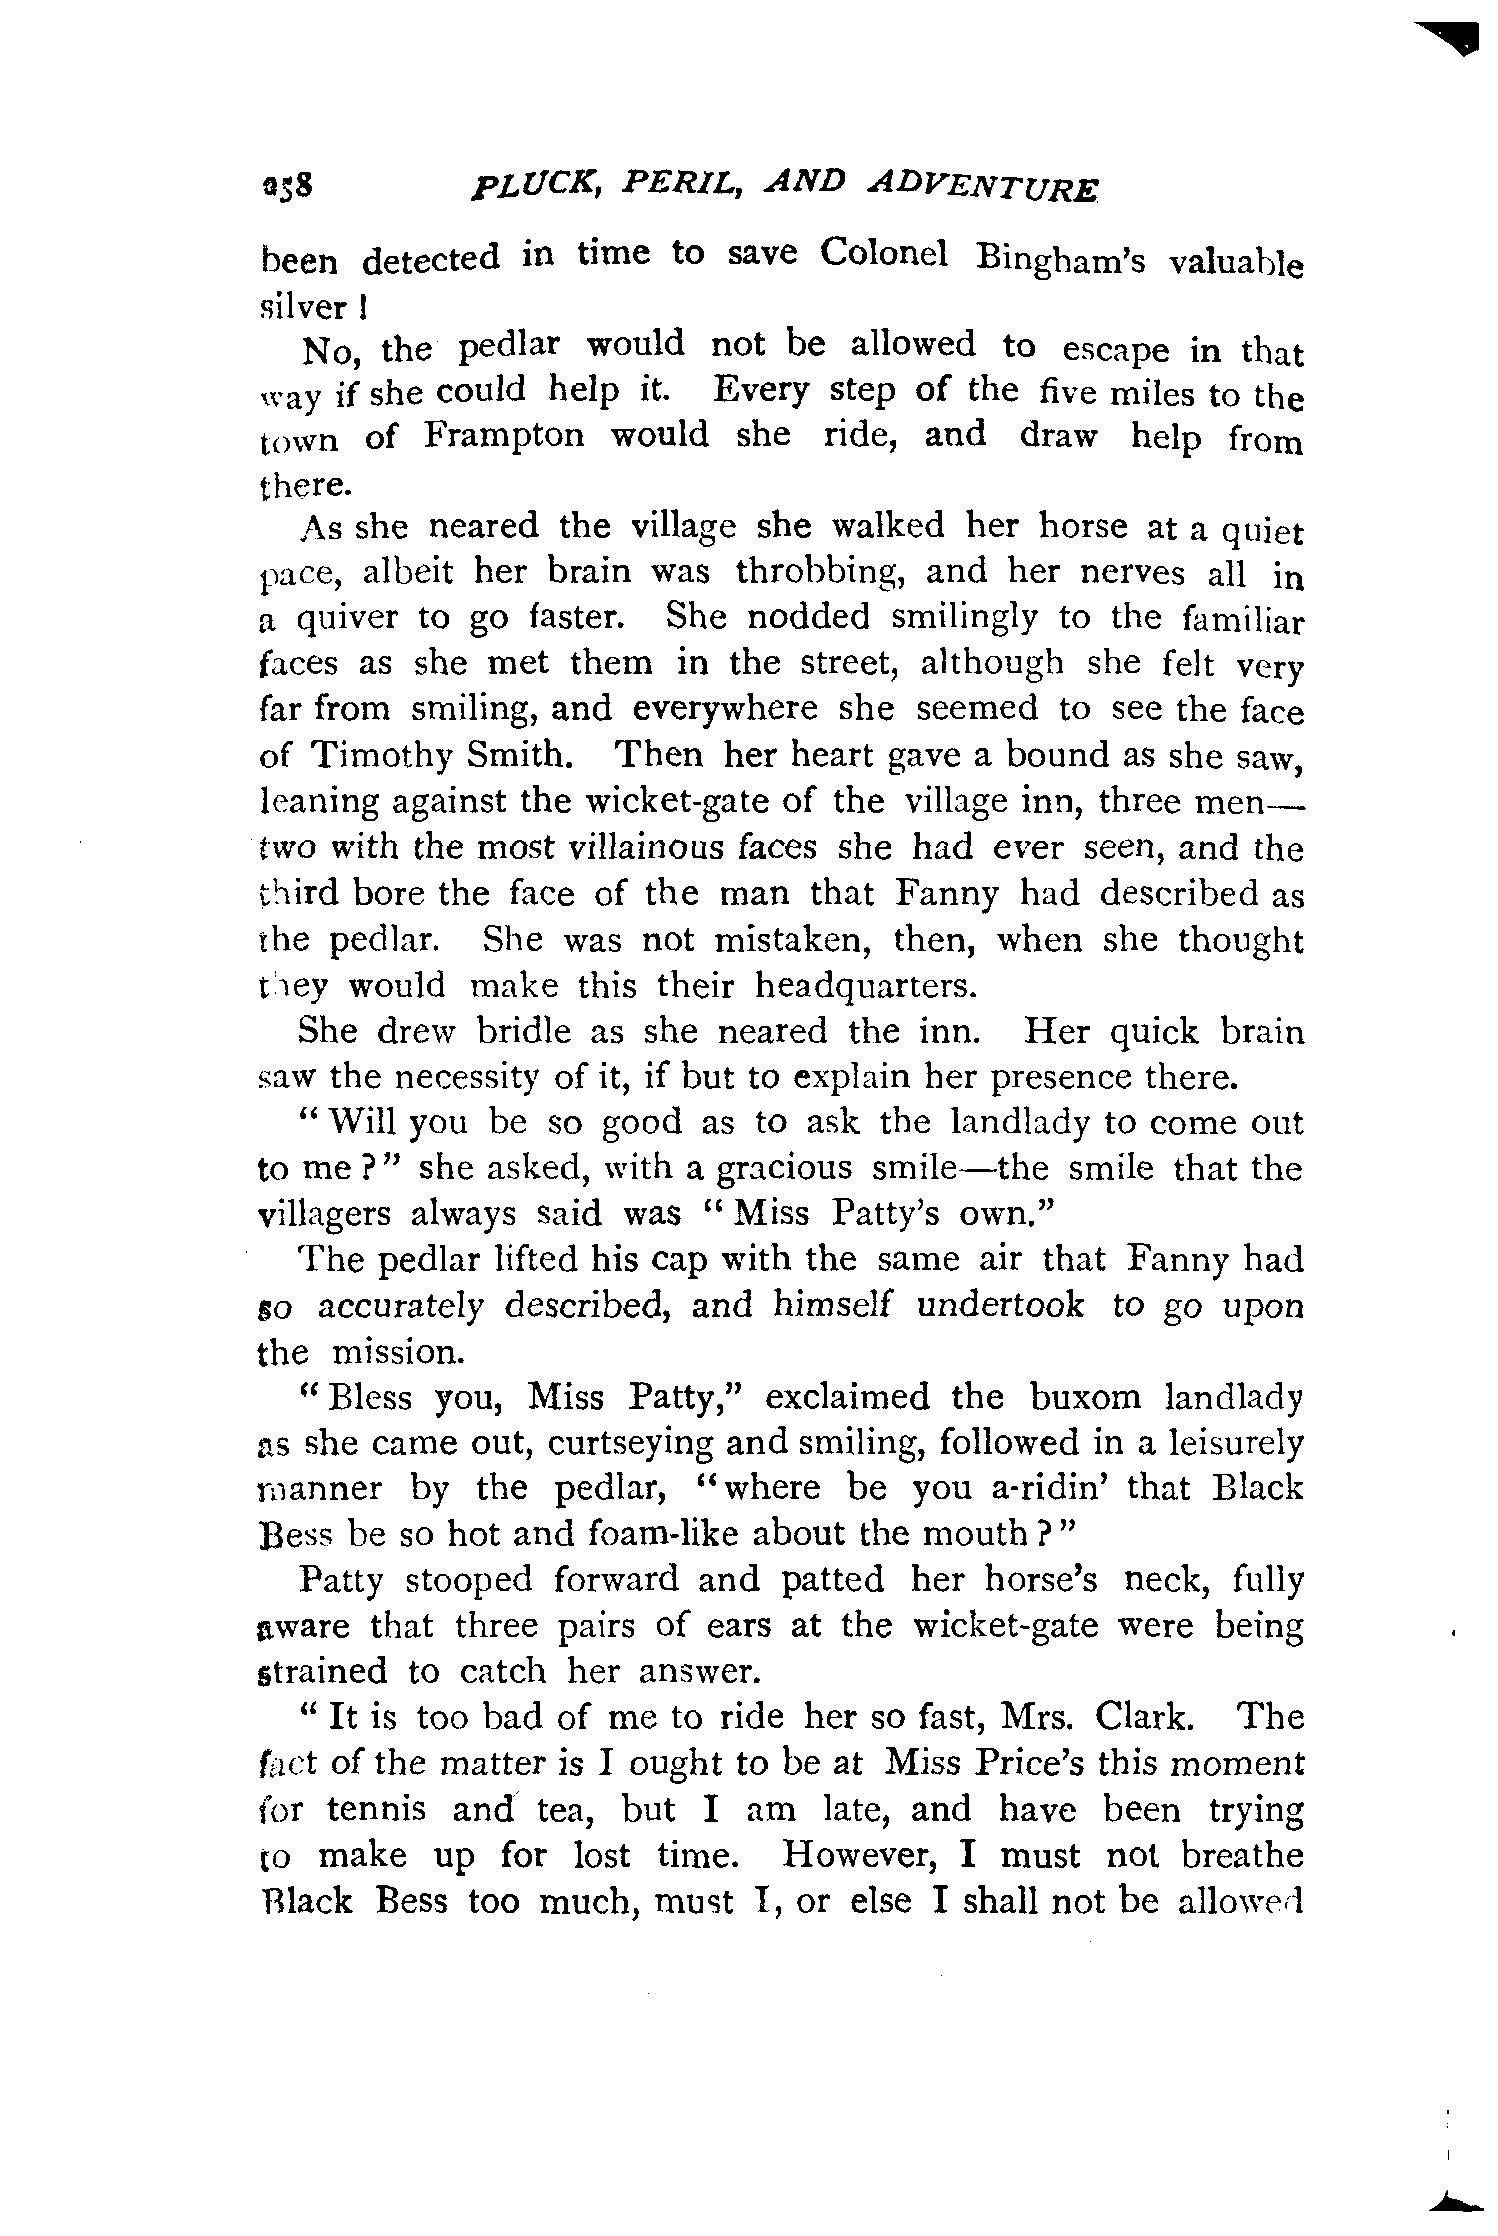 258 PLUCK, PERIL, AND ADVENTURE
been detected in time to save Colonel Bingham's valuable
silver!
No, the pedlar would not be allowed to escape in that
way if she could help it. Every step of the five miles to the
town of Frampton would she ride, and draw help from
there.
As she neared the village she walked her horse at a quiet
pace, albeit her brain was throbbing, and her nerves all in
a quiver to go faster. She nodded smilingly to the familiar
faces as she met them in the street, although she felt very
far from smiling, and everywhere she seemed to see the face
of Timothy Smith. Then her heart gave a bound as she saw,
leaning against the wicket-gate of the village inn, three men—
two with the most villainous faces she had ever seen, and the
third bore the face of the man that Fanny had described as
the pedlar. She was not mistaken, then, when she thought
they would make this their headquarters.
She drew bridle as she neared the inn. Her quick brain
saw the necessity of it, if but to explain her presence there.
“Will you be so good as to ask the landlady to come out
to me?” she asked, with a gracious smile—the smile that the
villagers always said was “Miss Patty's own.”
The pedlar lifted his cap with the same air that Fanny had
so accurately described, and himself undertook to go upon
the mission.
“Bless you, Miss Patty,” exclaimed the buxom landlady
as she came out, curtseying and smiling, followed in a leisurely
manner by the pedlar, “where be you a-ridin' that Black
Bess be so hot and foam-like about the mouth?”
Patty stooped forward and patted her horse's neck, fully
aware that three pairs of ears at the wicket-gate were being
strained to catch her answer.
“It is too bad of me to ride her so fast, Mrs. Clark. The
fact of the matter is I ought to be at Miss Price's this moment
for tennis and tea, but I am late, and have been trying
to make up for lost time. However, I must not breathe
Black Bess too much, must I, or else I shall not be allowed